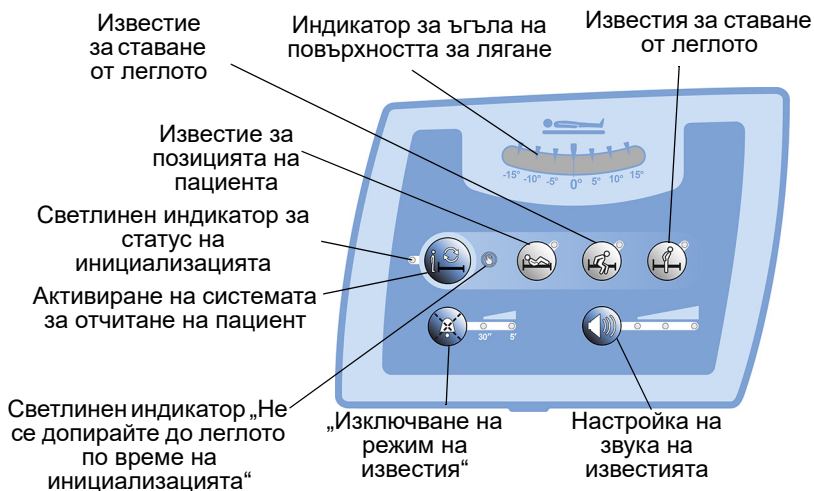 Известие
за ставане
от леглото
Индикатор за ъгъла на
повърхността за лягане
Известия за ставане
от леглото
Известие за
позицията на
пациента
Светлинен индикатор за
статус на
инициализацията
Активиране на системата
за отчитане на пациент
-15° -10° -5° 0° 5° 10° 15°
30" 5'
Светлинен индикатор „Не
се допирайте до леглото
по време на
инициализацията“
„Изключване на
режим на
известия“
Настройка на
звука на
известията